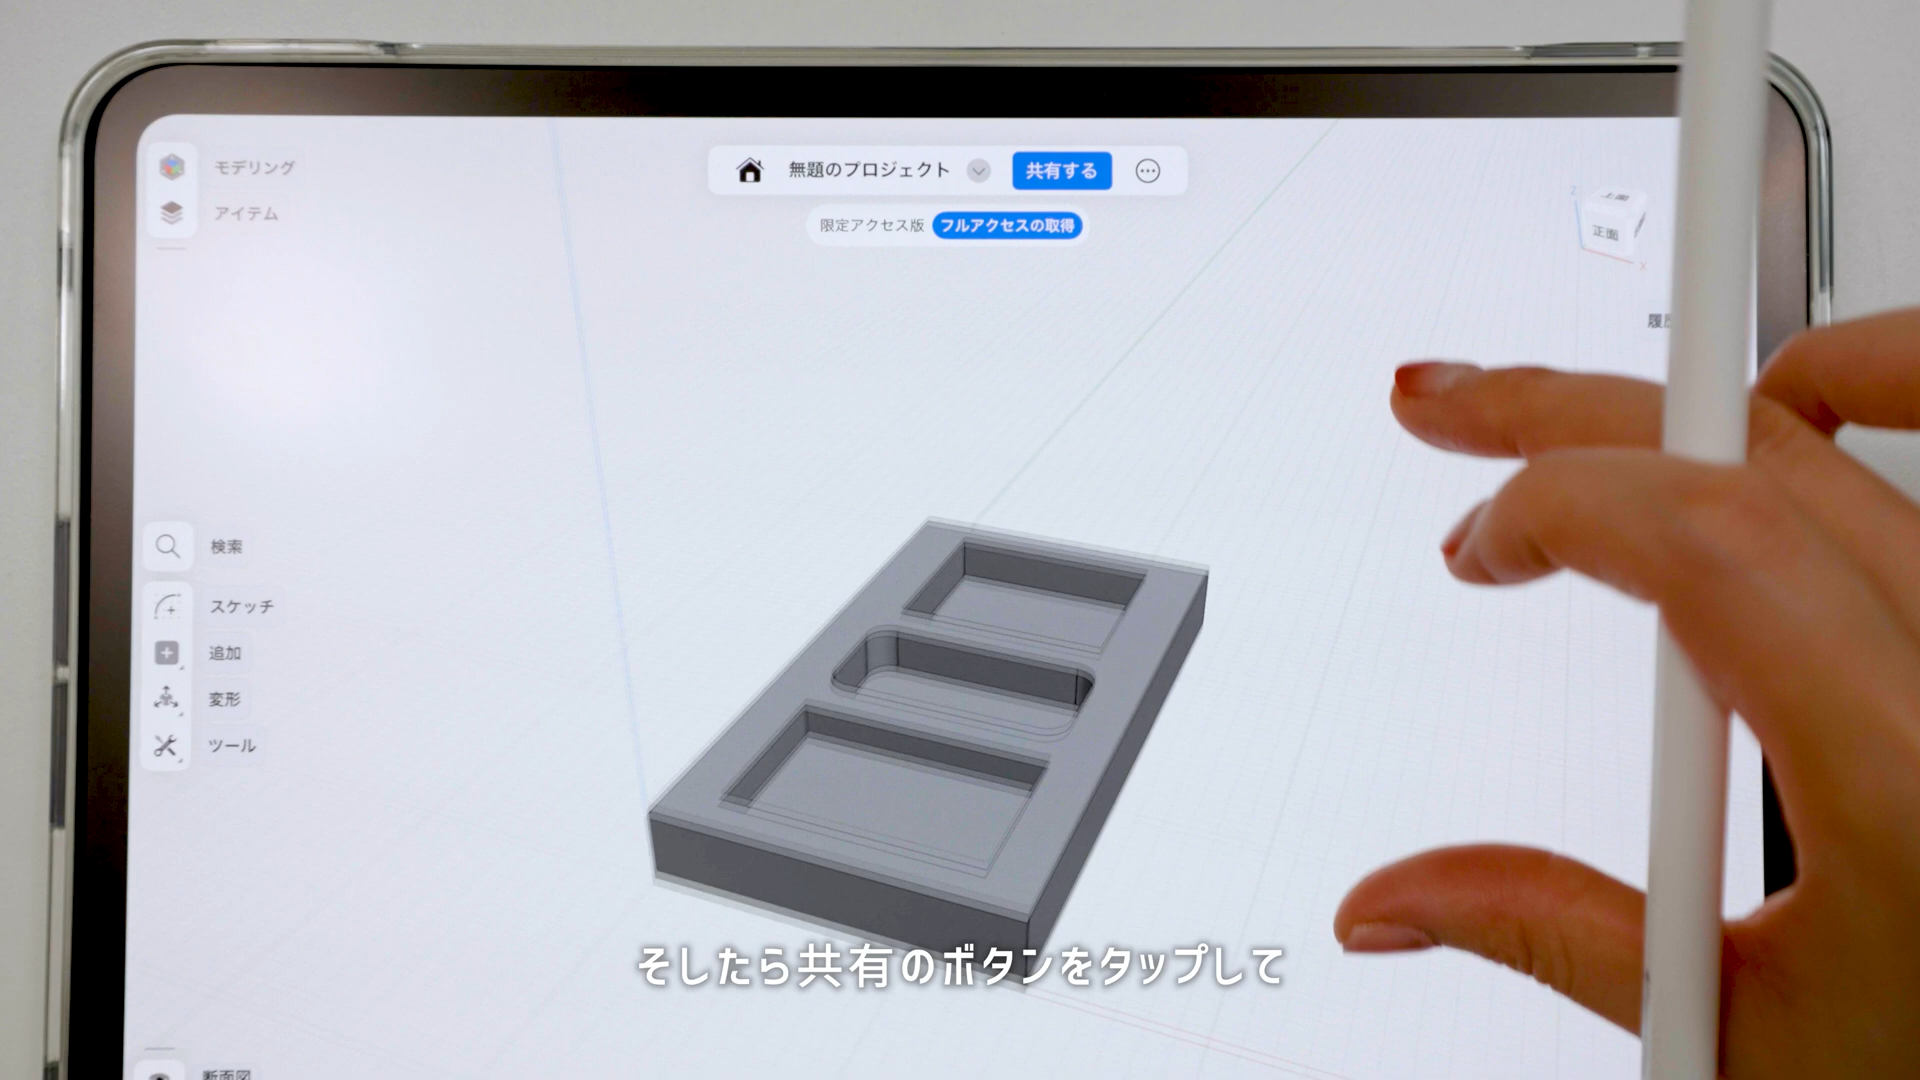 モデリング
アイテム
無題のプロジェクト
共有する
限定アクセス版
フルアクセスの取得
上面
正面
Z
X
検索
スケッチ
追加
変形
ツール
断面図
そしたら共有のボタンをタップして